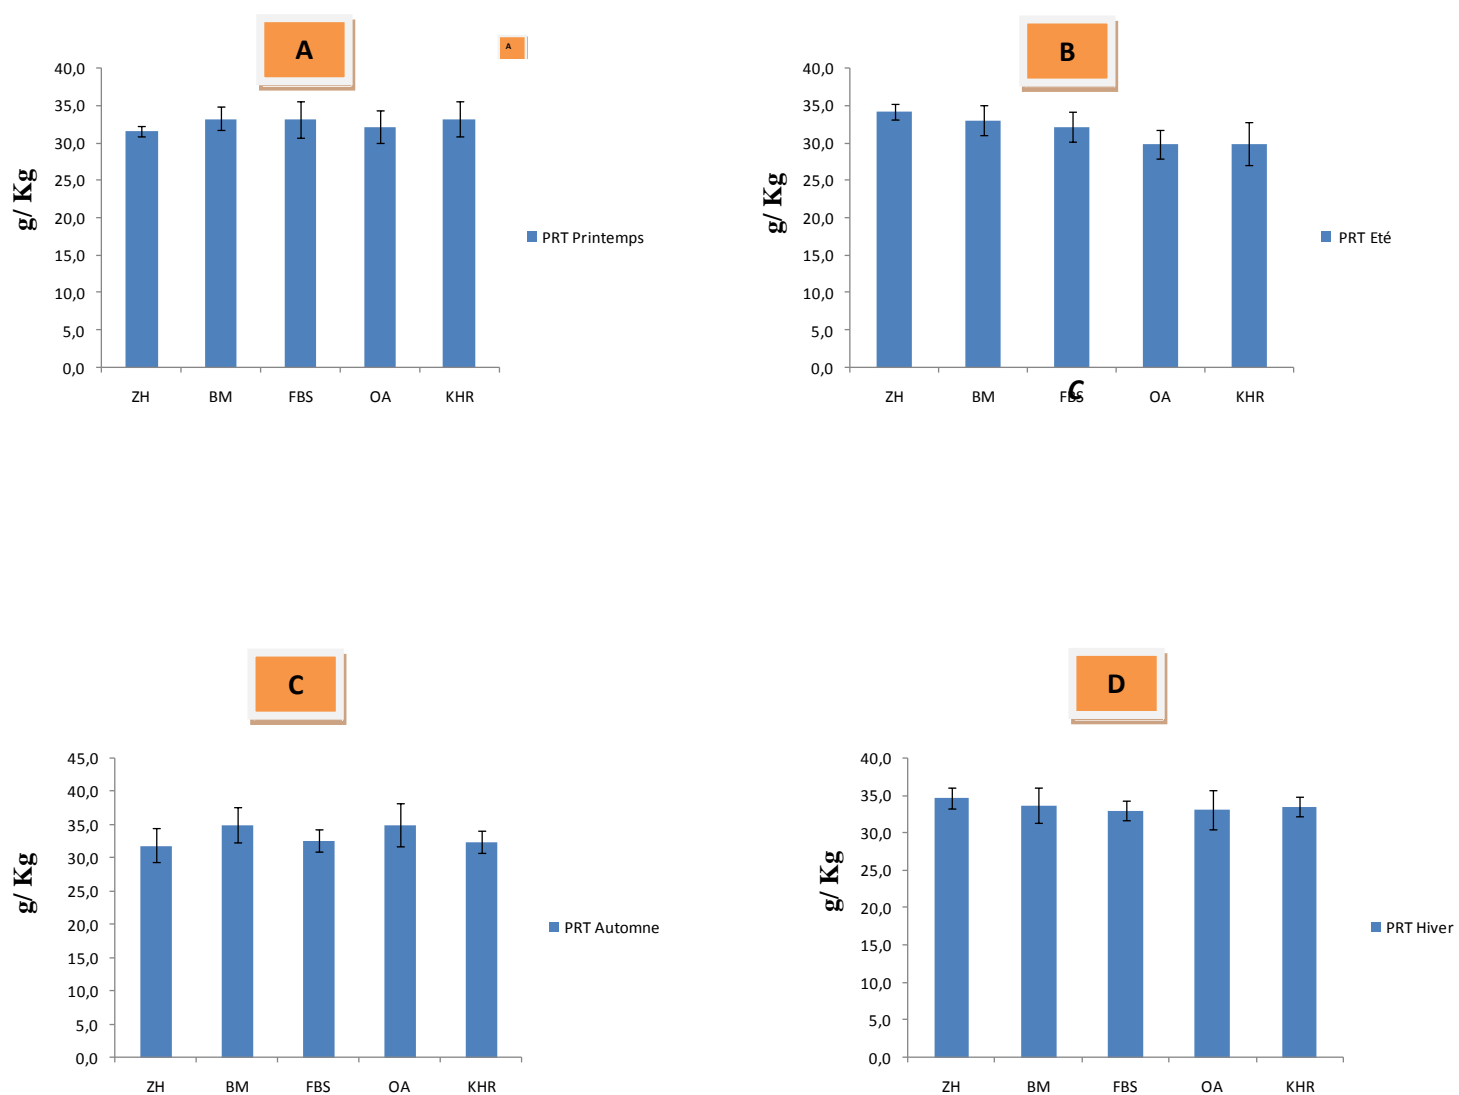 A
A
40,0
35,0
30,0
25,0
20,0
15,0
10,0
5,0
0,0
g/ Kg
ZH BM FBS OA KHR
PRT Printemps
B
40,0
35,0
30,0
25,0
20,0
15,0
10,0
5,0
0,0
g/ Kg
C
ZH BM FBS OA KHR
PRT Eté
C
45,0
40,0
35,0
30,0
25,0
20,0
15,0
10,0
5,0
0,0
g/ Kg
ZH BM FBS OA KHR
PRT Automne
D
40,0
35,0
30,0
25,0
20,0
15,0
10,0
5,0
0,0
g/ Kg
ZH BM FBS OA KHR
PRT Hiver